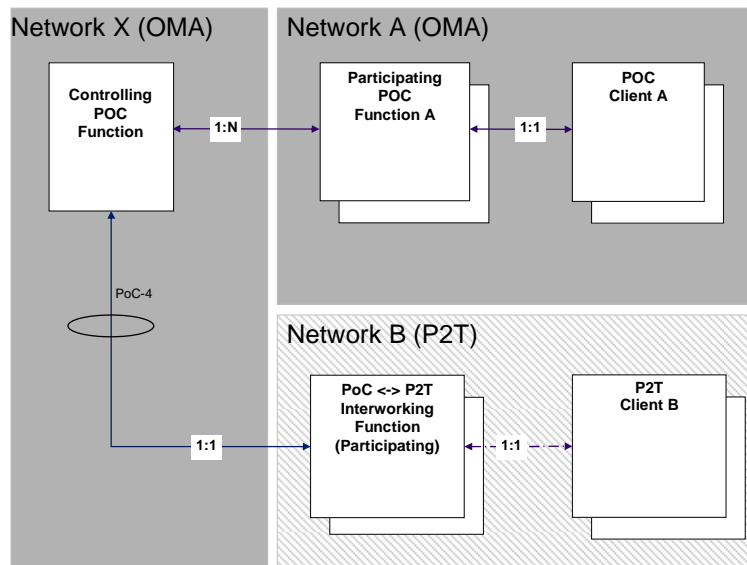 Network X (OMA)
Controlling
POC
Function
1:N
PoC-4
1:1
Network A (OMA)
Participating
POC
Function A
1:1
POC
Client A
Network B (P2T)
PoC <-> P2T
Interworking
Function
(Participating)
1:1
P2T
Client B